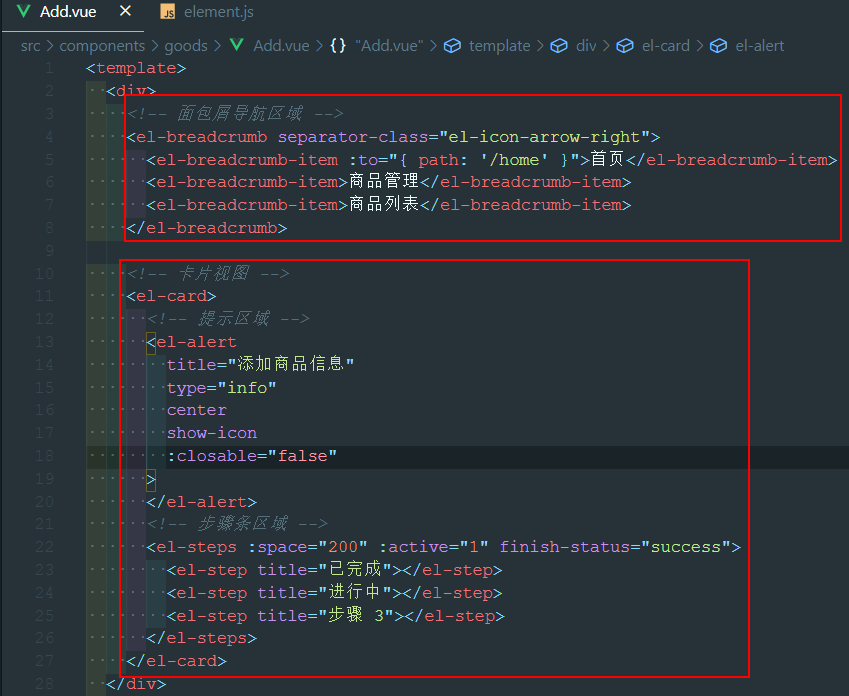 Add.vue × JS element.js
src > components > goods > Add.vue > {} "Add.vue" > template > div > el-card > el-alert
1 <template>
2 <div>
3 <!-- 面包屑导航区域 -->
4 <el-breadcrumb separator-class="el-icon-arrow-right">
5 <el-breadcrumb-item :to="{ path: '/home' }">首页</el-breadcrumb-item>
6 <el-breadcrumb-item>商品管理</el-breadcrumb-item>
7 <el-breadcrumb-item>商品列表</el-breadcrumb-item>
8 </el-breadcrumb>
9
10 <!-- 卡片视图 -->
11 <el-card>
12 <!-- 提示区域 -->
13 <el-alert
14 title="添加商品信息"
15 type="info"
16 center
17 show-icon
18 :closable="false"
19 >
20 </el-alert>
21 <!-- 步骤条区域 -->
22 <el-steps :space="200" :active="1" finish-status="success">
23 <el-step title="已完成"></el-step>
24 <el-step title="进行中"></el-step>
25 <el-step title="步骤 3"></el-step>
26 </el-steps>
27 </el-card>
28 </div>